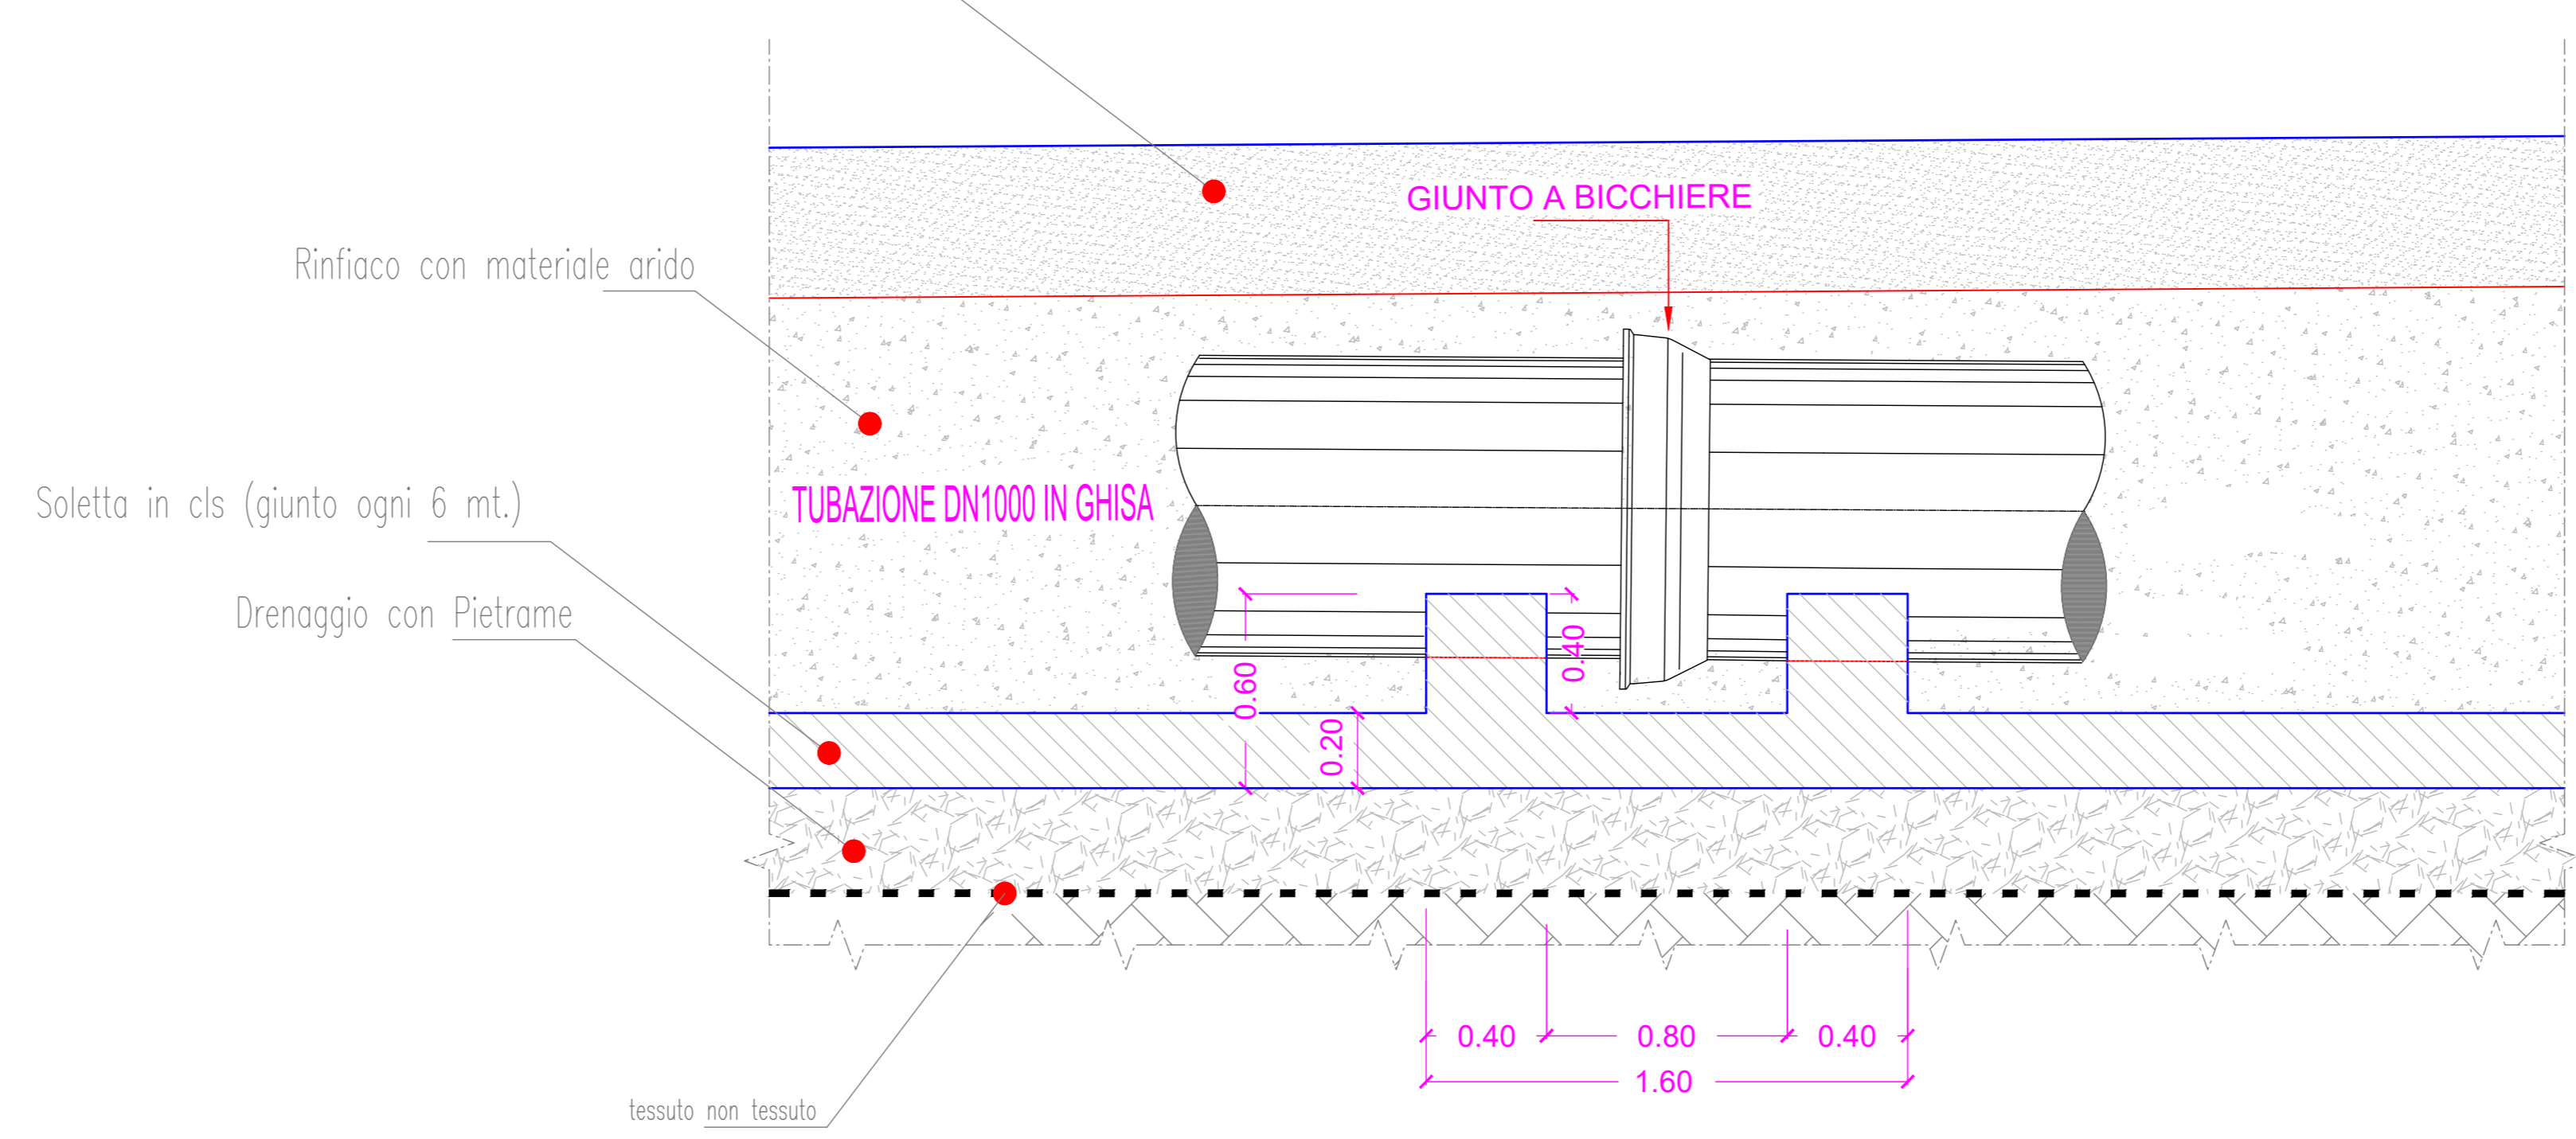 GIUNTO A BICCHIERE
Rinfiaco con materiale arido
Soletta in cls (giunto ogni 6 mt.)
TUBAZIONE DN1000 IN GHISA
Drenaggio con Pietrame
0.60
0.40
0.20
0.40
0.80
0.40
1.60
tessuto non tessuto